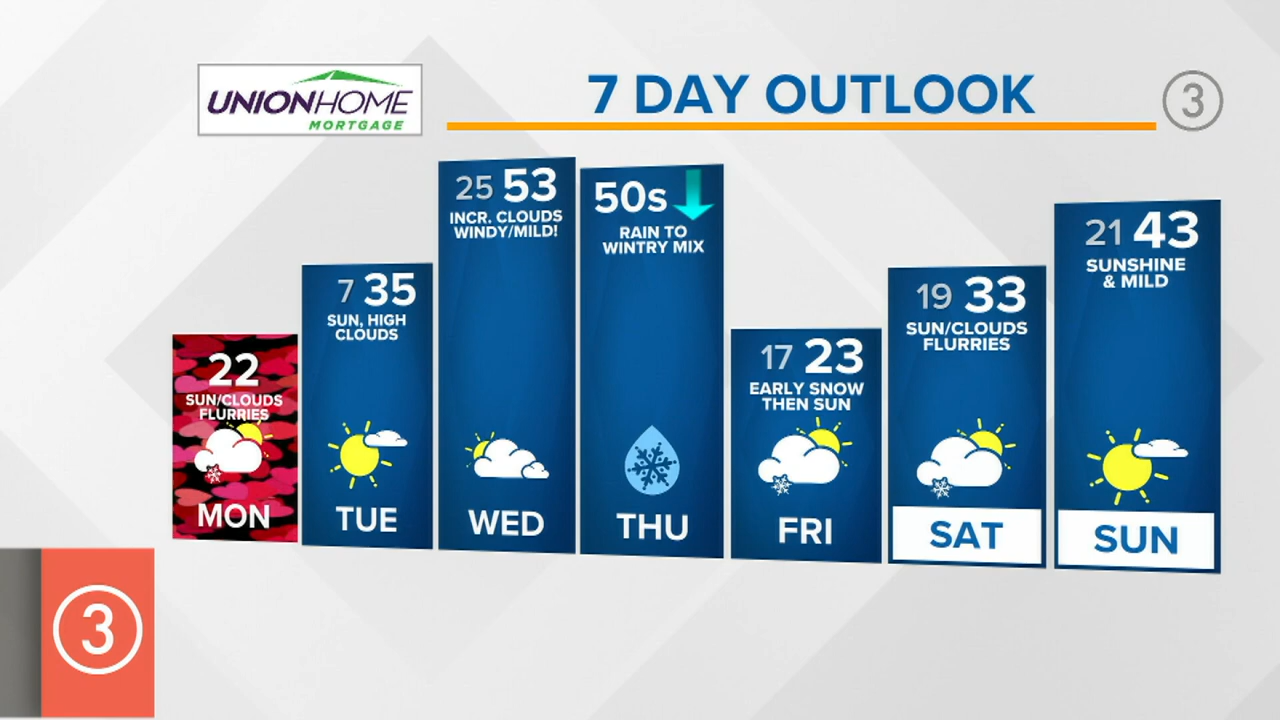 UNIONHOME
MORTGAGE
7 DAY OUTLOOK
3
22
SUN/CLOUDS
FLURRIES
MON
7 35
SUN, HIGH
CLOUDS
TUE
25 53
INCR. CLOUDS
WINDY/MILD!
WED
50s
RAIN TO
WINTRY MIX
THU
17 23
EARLY SNOW
THEN SUN
FRI
19 33
SUN/CLOUDS
FLURRIES
SAT
21 43
SUNSHINE
& MILD
SUN
3